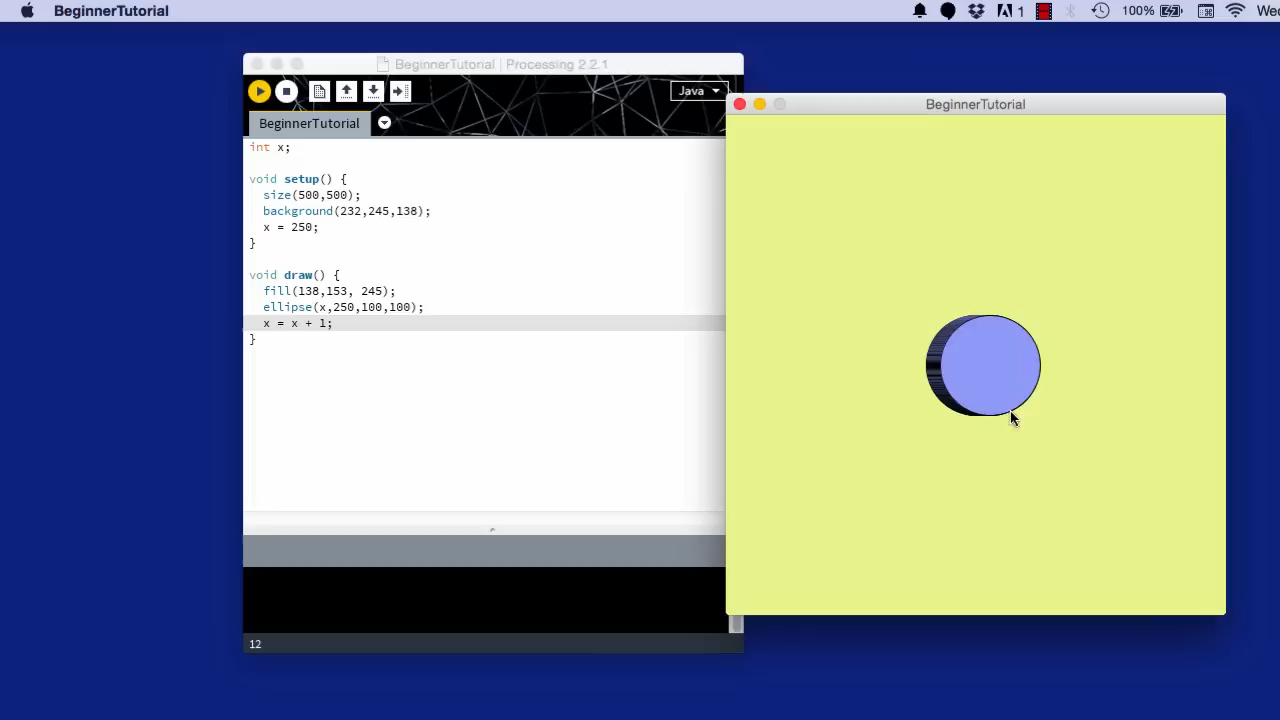 BeginnerTutorial
1
100%
We
BeginnerTutorial | Processing 2.2.1
Java
BeginnerTutorial
int x;
void setup() {
size(500,500);
background(232,245,138);
x = 250;
}
void draw() {
fill(138,153, 245);
ellipse(x,250,100,100);
x = x + 1;
}
12
BeginnerTutorial